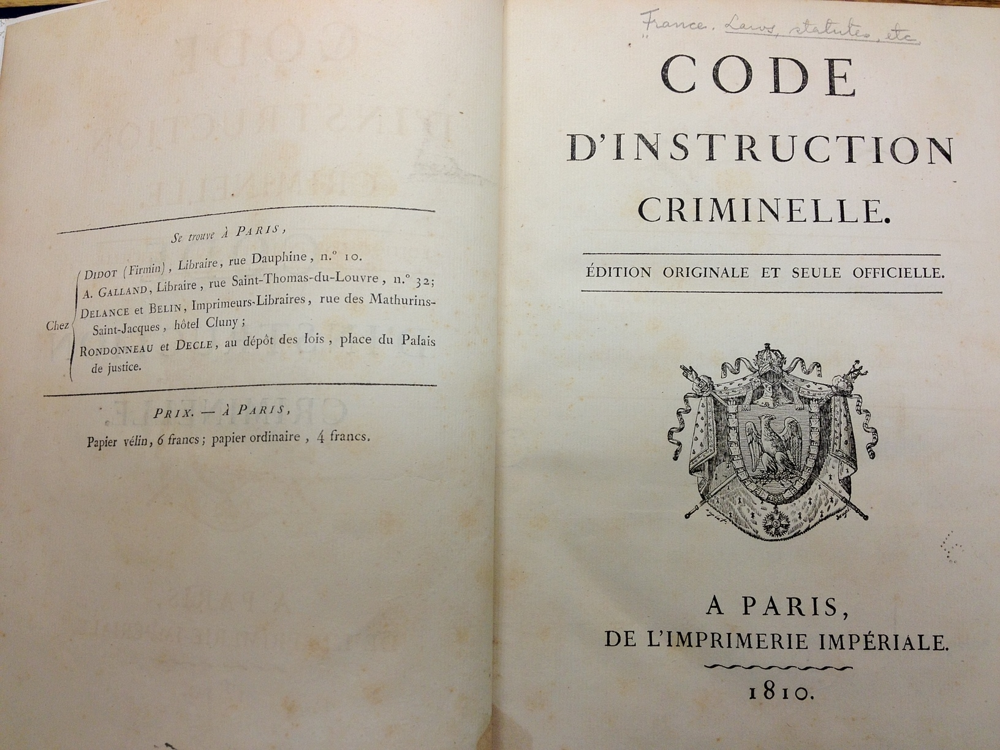 Se trouve à PARIS,
DIDOT (Firmin), Libraire, rue Dauphine, n.º 10.
A. GALLAND, Libraire, rue Saint-Thomas-du-Louvre, n.º 32;
DELANCE et BELIN, Imprimeurs-Libraires, rue des Mathurins-
Chez
Saint-Jacques, hôtel Cluny;
RONDONNEAU et DECLE, au dépôt des lois, place du Palais
de justice.
PRIX. — À PARIS,
Papier vélin, 6 francs; papier ordinaire, 4 francs.
France. Laws, statutes, etc.
CODE
D'INSTRUCTION
CRIMINELLE.
ÉDITION ORIGINALE ET SEULE OFFICIELLE.
A PARIS,
DE L'IMPRIMERIE IMPÉRIALE.
1810.